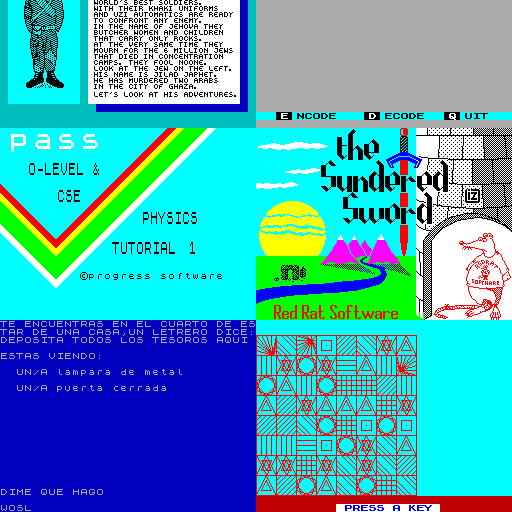 WORLD'S BEST SOLDIERS.
WITH THEIR KHAKI UNIFORMS
AND UZI AUTOMATICS ARE READY
TO CONFRONT ANY ENEMY.
IN THE NAME OF JEHOVA THEY
BUTCHER WOMEN AND CHILDREN
THAT CARRY ONLY ROCKS.
AT THE VERY SAME TIME THEY
MOURN FOR THE 6 MILLION JEWS
THAT DIED IN CONCENTRATION
CAMPS. THEY FOOL NOONE.
LOOK AT THE JEW ON THE LEFT.
HIS NAME IS JILAD JAPHET.
HE HAS MURDERED TWO ARABS
IN THE CITY OF GHAZA.
LET'S LOOK AT HIS ADVENTURES.
E NCODE D ECODE Q UIT
pass
O-LEVEL &
CSE
PHYSICS
TUTORIAL 1
©progress software
the
Sundered
Sword
iz
REDRAT
SOFTWARE
Red Rat Software
TE ENCUENTRAS EN EL CUARTO DE ES
TAR DE UNA CASA,UN LETRERO DICE:
DEPOSITA TODOS LOS TESOROS AQUI
ESTAS VIENDO:
UN/A lampara de metal
UN/A puerta cerrada
DIME QUE HAGO
WOSL
PRESS A KEY